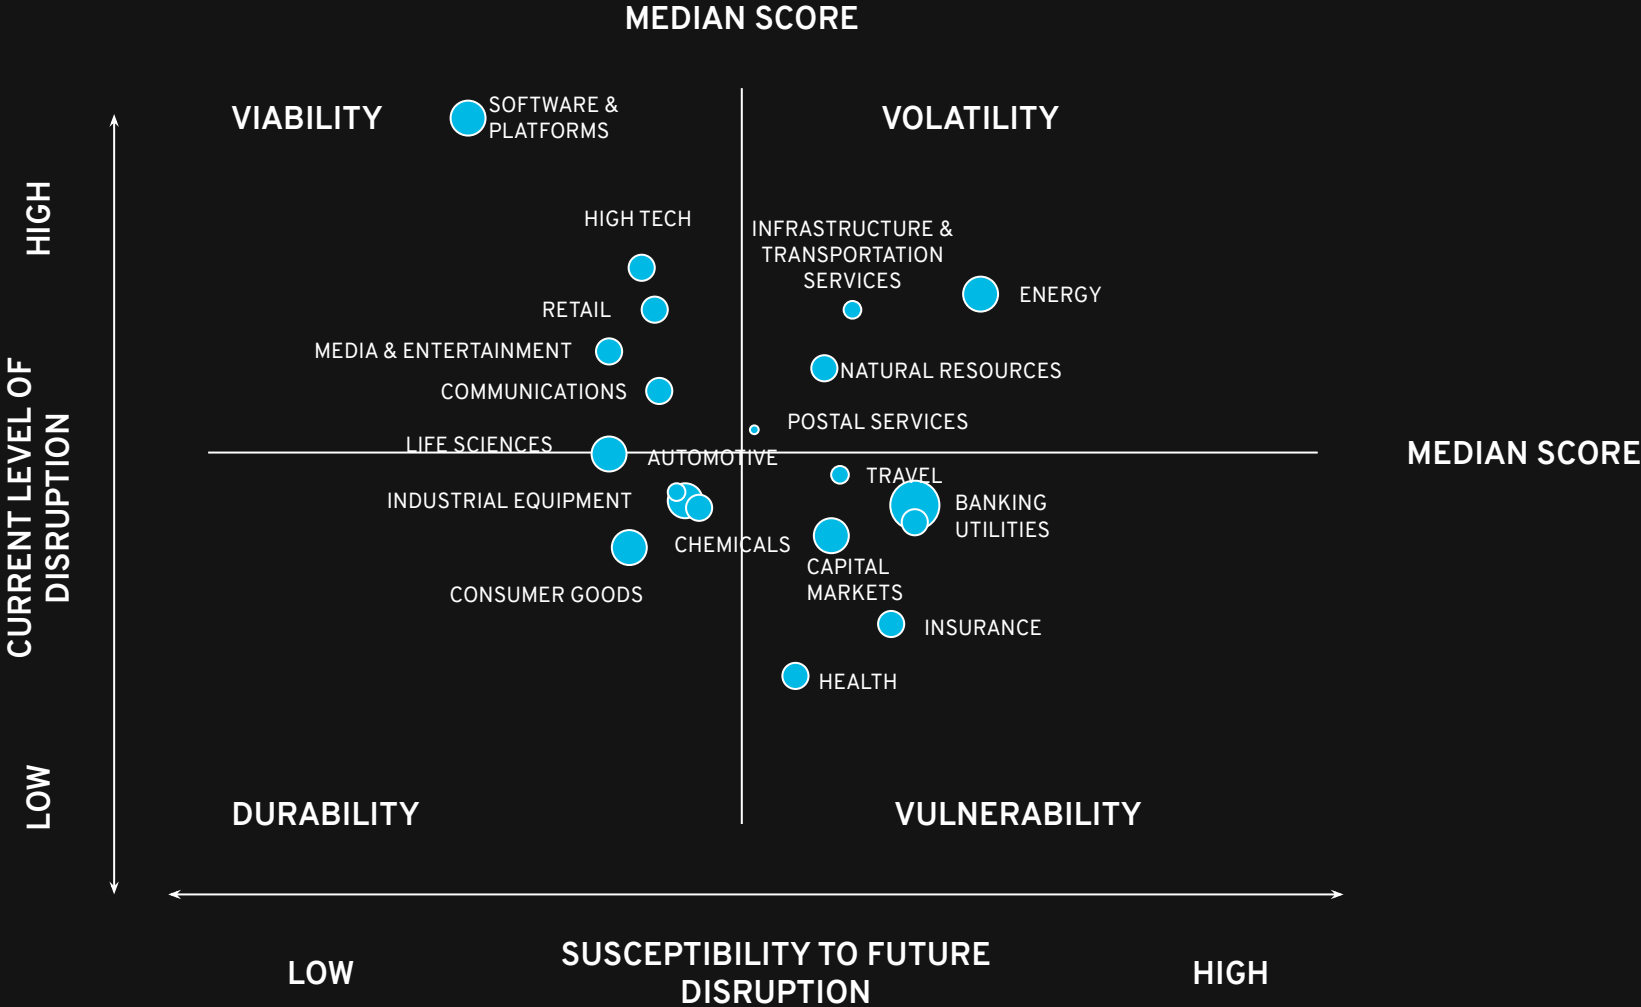 MEDIAN SCORE
VIABILITY
SOFTWARE &
PLATFORMS
VOLATILITY
HIGH
HIGH TECH
INFRASTRUCTURE &
TRANSPORTATION
SERVICES
ENERGY
RETAIL
MEDIA & ENTERTAINMENT
NATURAL RESOURCES
COMMUNICATIONS
POSTAL SERVICES
LIFE SCIENCES
AUTOMOTIVE
MEDIAN SCORE
TRAVEL
INDUSTRIAL EQUIPMENT
BANKING
UTILITIES
CHEMICALS
CAPITAL
MARKETS
CONSUMER GOODS
INSURANCE
HEALTH
CURRENT LEVEL OF
DISRUPTION
LOW
DURABILITY
VULNERABILITY
LOW
SUSCEPTIBILITY TO FUTURE
DISRUPTION
HIGH